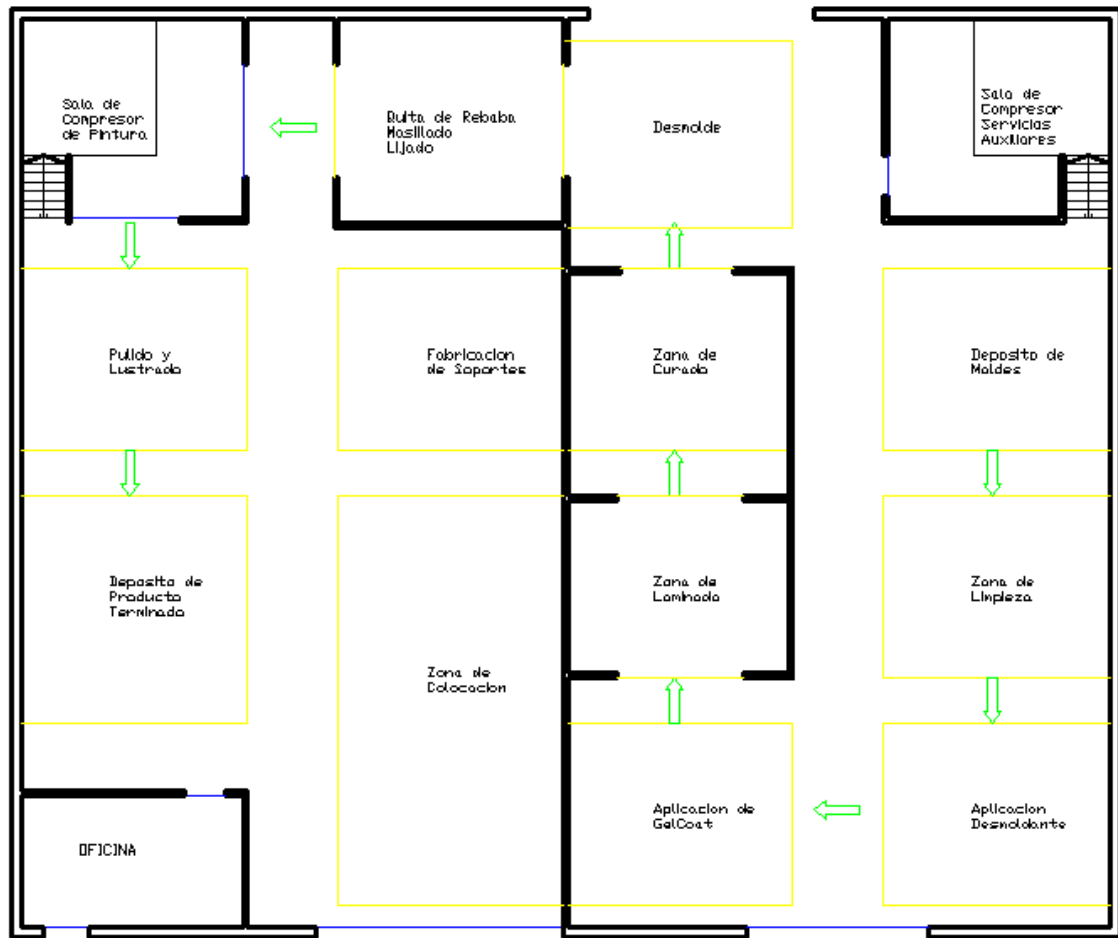 Sala de
Compresor
de Pintura
Quita de Rebaba
Masillado
Lijado
Desmolde
Sala de
Compresor
Servicias
Auxiliares
Pulido y
Lustrado
Fabricacion
de Soportes
Zona de
Curado
Deposito de
Moldes
Deposito de
Producto
Terminado
Zona de
Colocacion
Zona de
Laminado
Zona de
Limpieza
Aplicacion de
GelCoat
Aplicacion
Desmoldante
OFICINA